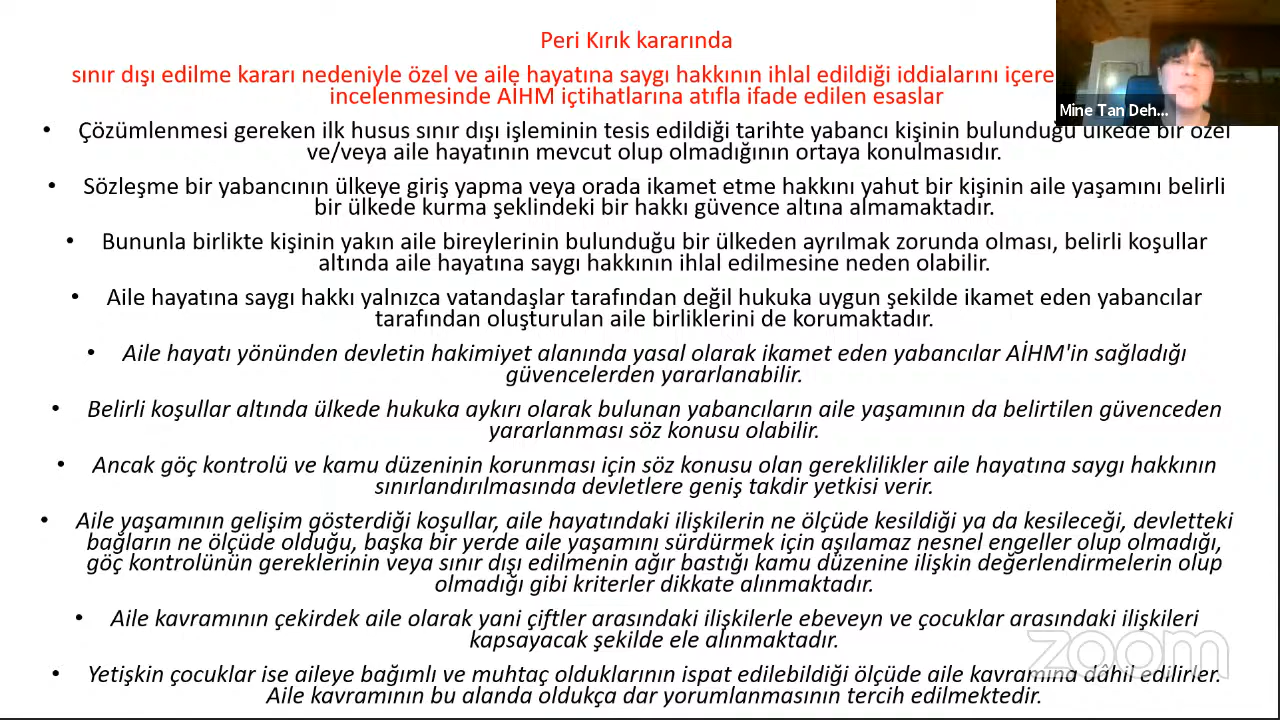 Peri Kırık kararında
sınır dışı edilme kararı nedeniyle özel ve aile hayatına saygı hakkının ihlal edildiği iddialarını içere
incelenmesinde AİHM içtihatlarına atıfla ifade edilen esaslar
Mine Tan Deh...
• Çözümlenmesi gereken ilk husus sınır dışı işleminin tesis edildiği tarihte yabancı kişinin bulunduğu ülkede bir özel
ve/veya aile hayatının mevcut olup olmadığının ortaya konulmasıdır.
• Sözleşme bir yabancının ülkeye giriş yapma veya orada ikamet etme hakkını yahut bir kişinin aile yaşamını belirli
bir ülkede kurma şeklindeki bir hakkı güvence altına almamaktadır.
• Bununla birlikte kişinin yakın aile bireylerinin bulunduğu bir ülkeden ayrılmak zorunda olması, belirli koşullar
altında aile hayatına saygı hakkının ihlal edilmesine neden olabilir.
• Aile hayatına saygı hakkı yalnızca vatandaşlar tarafından değil hukuka uygun şekilde ikamet eden yabancılar
tarafından oluşturulan aile birliklerini de korumaktadır.
• Aile hayatı yönünden devletin hakimiyet alanında yasal olarak ikamet eden yabancılar AİHM'in sağladığı
güvencelerden yararlanabilir.
• Belirli koşullar altında ülkede hukuka aykırı olarak bulunan yabancıların aile yaşamının da belirtilen güvenceden
yararlanması söz konusu olabilir.
• Ancak göç kontrolü ve kamu düzeninin korunması için söz konusu olan gereklilikler aile hayatına saygı hakkının
sınırlandırılmasında devletlere geniş takdir yetkisi verir.
• Aile yaşamının gelişim gösterdiği koşullar, aile hayatındaki ilişkilerin ne ölçüde kesildiği ya da kesileceği, devletteki
bağların ne ölçüde olduğu, başka bir yerde aile yaşamını sürdürmek için aşılamaz nesnel engeller olup olmadığı,
göç kontrolünün gereklerinin veya sınır dışı edilmenin ağır bastığı kamu düzenine ilişkin değerlendirmelerin olup
olmadığı gibi kriterler dikkate alınmaktadır.
• Aile kavramının çekirdek aile olarak yani çiftler arasındaki ilişkilerle ebeveyn ve çocuklar arasındaki ilişkileri
kapsayacak şekilde ele alınmaktadır.
• Yetişkin çocuklar ise aileye bağımlı ve muhtaç olduklarının ispat edilebildiği ölçüde aile kavramına dâhil edilirler.
Aile kavramının bu alanda oldukça dar yorumlanmasının tercih edilmektedir.
zoom